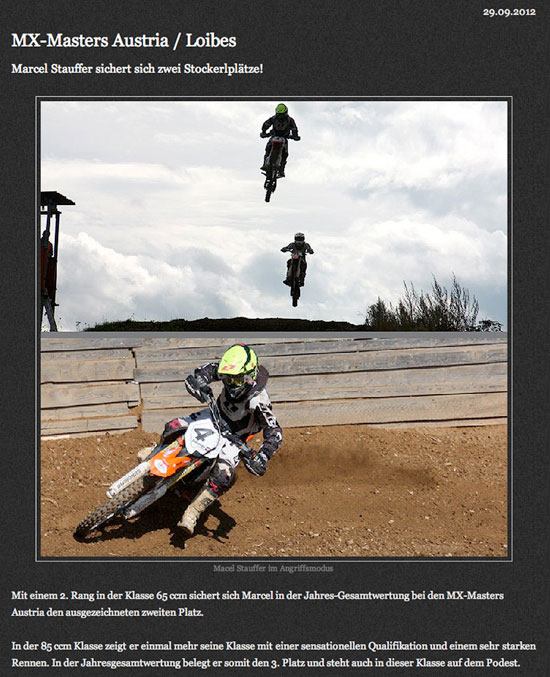 29.09.2012
MX-Masters Austria / Loibes
Marcel Stauffer sichert sich zwei Stockerlplätze!
4
Macel Stauffer im Angriffsmodus
Mit einem 2. Rang in der Klasse 65 ccm sichert sich Marcel in der Jahres-Gesamtwertung bei den MX-Masters
Austria den ausgezeichneten zweiten Platz.
In der 85 ccm Klasse zeigt er einmal mehr seine Klasse mit einer sensationellen Qualifikation und einem sehr starken
Rennen. In der Jahresgesamtwertung belegt er somit den 3. Platz und steht auch in dieser Klasse auf dem Podest.